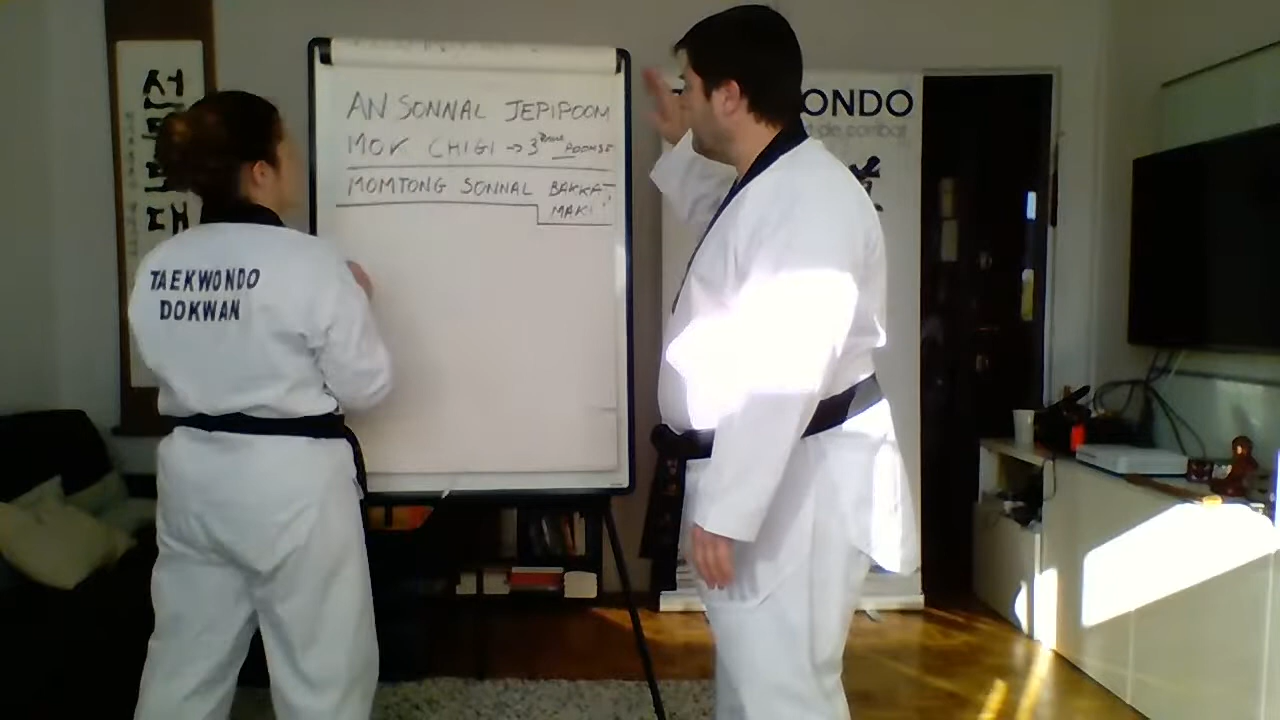 AN SONNAL JEPIPOOM
MOK CHIGI → 3 POOMSE
MOMTONG SONNAL BAKKAT
MAKI
TAEKWONDO
DOKWAN
ONDO
de combat